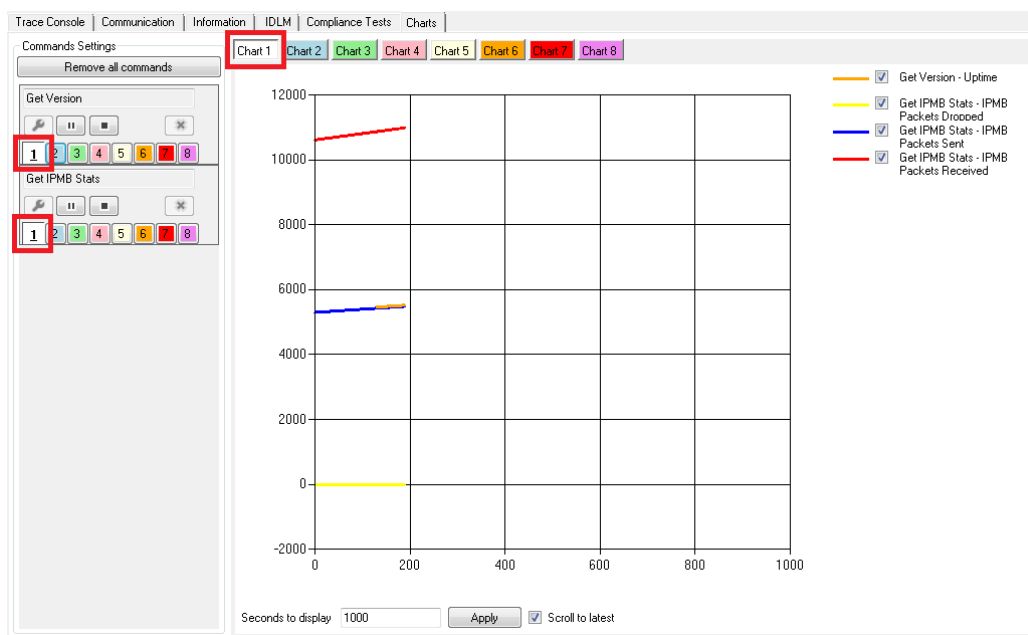 Trace Console Communication Information IDLM Compliance Tests Charts
Commands Settings
Remove all commands
Get Version
1 2 3 4 5 6 7 8
Get IPMB Stats
1 2 3 4 5 6 7 8
Chart 1 Chart 2 Chart 3 Chart 4 Chart 5 Chart 6 Chart 7 Chart 8
12000
10000
8000
6000
4000
2000
0
-2000
0 200 400 600 800 1000
Get Version - Uptime
Get IPMB Stats - IPMB
Packets Dropped
Get IPMB Stats - IPMB
Packets Sent
Get IPMB Stats - IPMB
Packets Received
Seconds to display 1000 Apply Scroll to latest